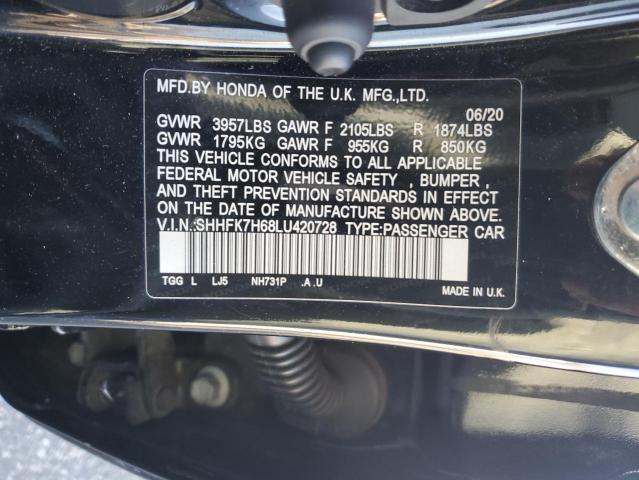 MFD.BY HONDA OF THE U.K. MFG.,LTD.
06/20
GVWR 3957LBS GAWR F 2105LBS R 1874LBS
GVWR 1795KG GAWR F 955KG R 850KG
THIS VEHICLE CONFORMS TO ALL APPLICABLE
FEDERAL MOTOR VEHICLE SAFETY , BUMPER ,
AND THEFT PREVENTION STANDARDS IN EFFECT
ON THE DATE OF MANUFACTURE SHOWN ABOVE.
V.I.N.:SHHFK7H68LU420728 TYPE:PASSENGER CAR
TGG L LJ5 NH731P .A .U
MADE IN U.K.